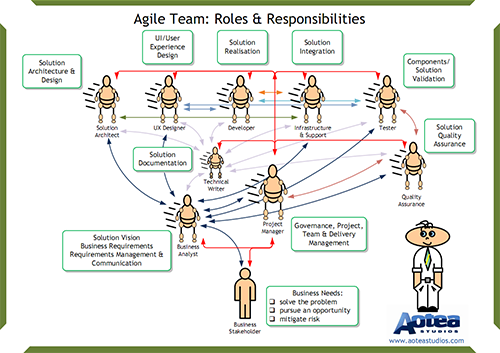 Agile Team: Roles & Responsibilities
Solution
Architecture &
Design
UI/User
Experience
Design
Solution
Realisation
Solution
Integration
Components/
Solution
Validation
Solution
Architect
UX Designer
Developer
Infrastructure
& Support
Tester
Solution
Quality
Assurance
Solution
Documentation
Technical
Writer
Quality
Assurance
Project
Manager
Business
Analyst
Solution Vision
Business Requirements
Requirements Management &
Communication
Governance, Project,
Team & Delivery
Management
Business Needs:
solve the problem
pursue an opportunity
mitigate risk
Business
Stakeholder
Aotea
STUDIOS
www.aoteastudios.com